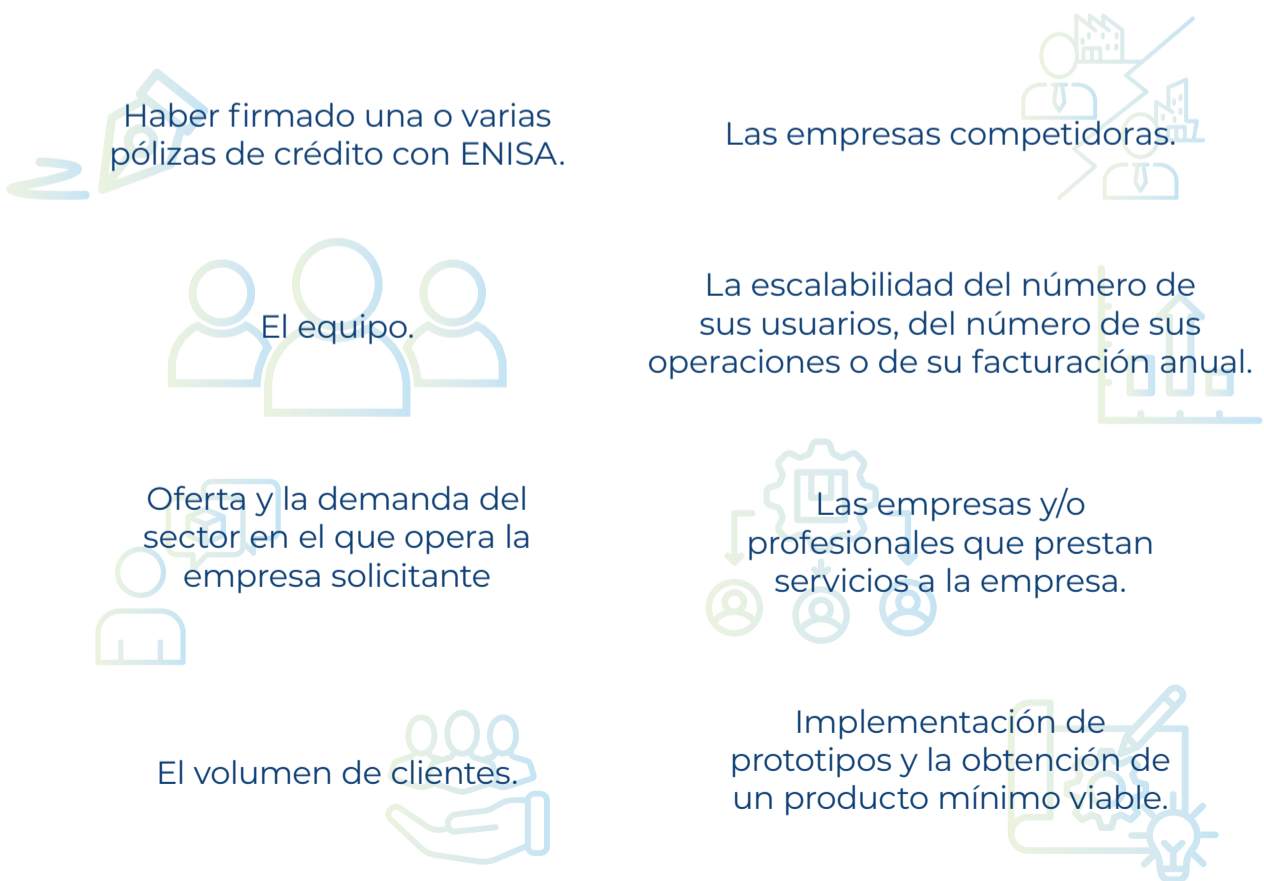 Haber firmado una o varias
pólizas de crédito con ENISA.
Las empresas competidoras.
El equipo.
La escalabilidad del número de
sus usuarios, del número de sus
operaciones o de su facturación anual.
Oferta y la demanda del
sector en el que opera la
empresa solicitante
Las empresas y/o
profesionales que prestan
servicios a la empresa.
El volumen de clientes.
Implementación de
prototipos y la obtención de
un producto mínimo viable.